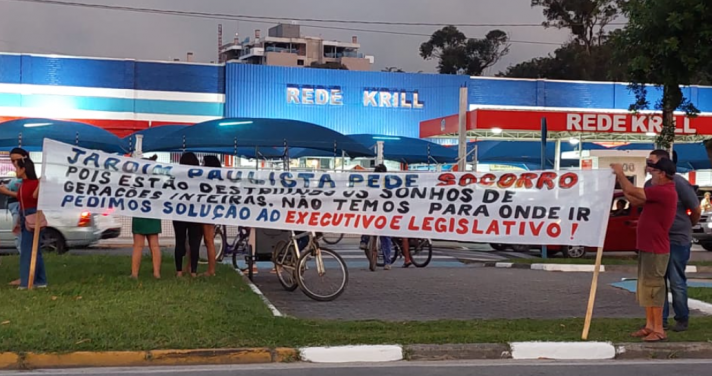 REDE KRILL
REDE KRILL
JARDIM PAULISTA PEDE SOCORRO
POIS ESTÃO DESTRUINDO SONHOS DE
GERAÇÕES INTEIRAS. NÃO TEMOS PARA ONDE IR
PEDIMOS SOLUÇÃO AO EXECUTIVO E LEGISLATIVO!